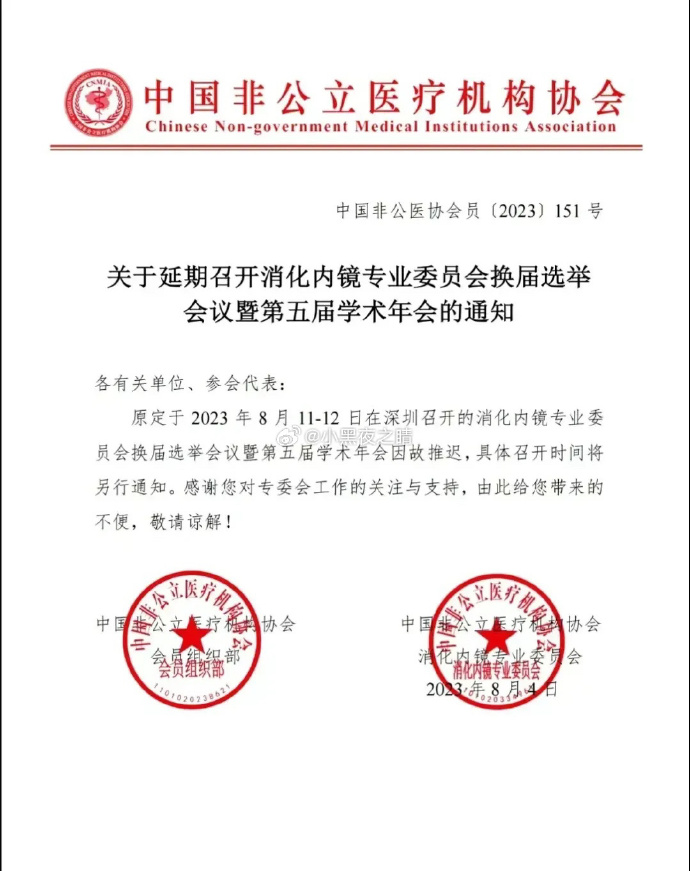 CNMIA
中国非公立医疗机构协会
Chinese Non-government Medical Institutions Association
中国非公医协会员〔2023〕151 号
关于延期召开消化内镜专业委员会换届选举
会议暨第五届学术年会的通知
各有关单位、参会代表：
原定于 2023 年 8 月 11-12 日在深圳召开的消化内镜专业委
员会换届选举会议暨第五届学术年会因故推迟，具体召开时间将
另行通知。感谢您对专委会工作的关注与支持，由此给您带来的
不便，敬请谅解！
@小黑夜之暗
中国非公立医疗机构协会
会员组织部
中国非公立医疗机构协会
会员组织部
1101020238621
中国非公立医疗机构协会
消化内镜专业委员会
2023 年 8 月 4 日
中国非公立医疗机构协会
消化内镜专业委员会